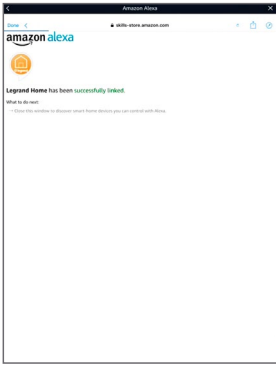 Amazon Alexa
Done
skills-store.amazon.com
amazon alexa
Legrand Home has been successfully linked.
What to do next:
Close this window to discover smart home devices you can control with Alexa.